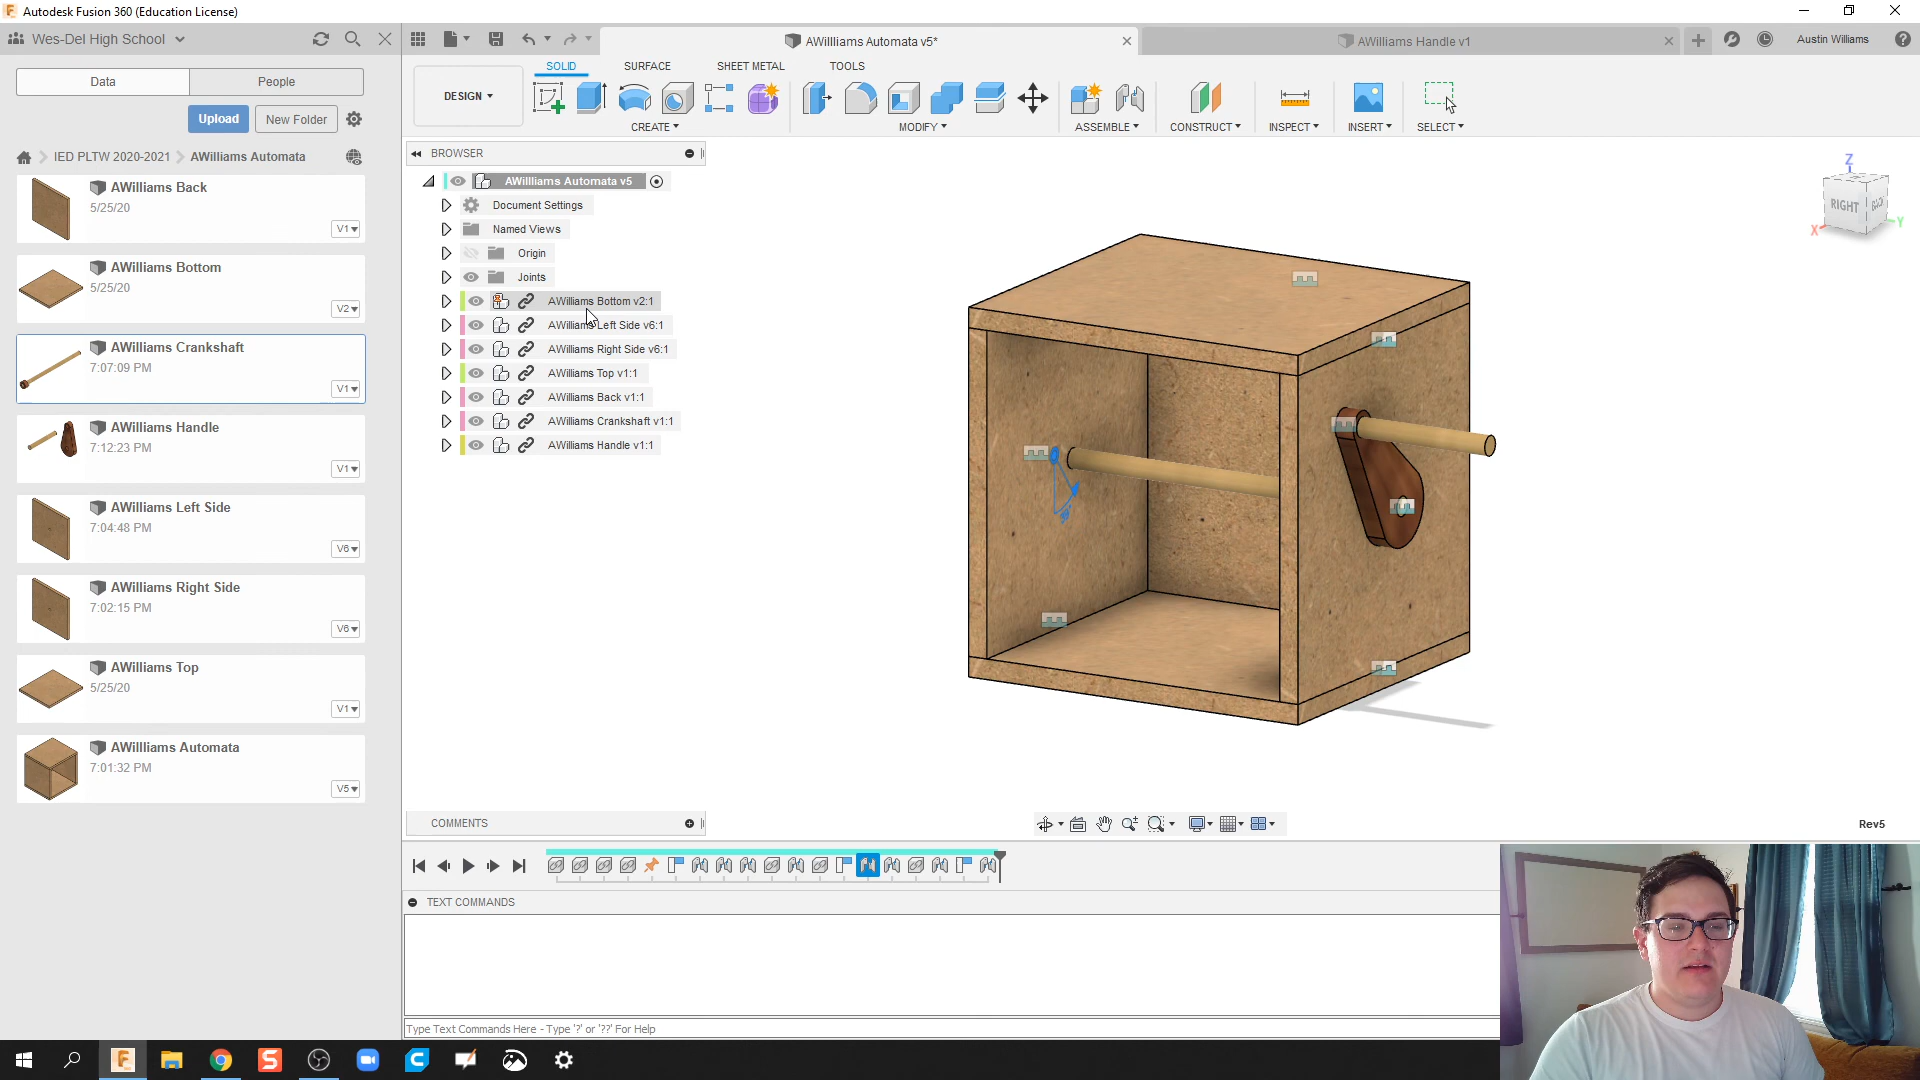 Autodesk Fusion 360 (Education License)
Wes-Del High School
Data
People
Upload
New Folder
IED PLTW 2020-2021
AWilliams Automata
AWilliams Back
5/25/20
V1
AWilliams Bottom
5/25/20
V2
AWilliams Crankshaft
7:07:09 PM
V1
AWilliams Handle
7:12:23 PM
V1
AWilliams Left Side
7:04:48 PM
V6
AWilliams Right Side
7:02:15 PM
V6
AWilliams Top
5/25/20
V1
AWillliams Automata
7:01:32 PM
V5
AWillliams Automata v5*
AWilliams Handle v1
Austin Williams
SOLID
SURFACE
SHEET METAL
TOOLS
DESIGN
CREATE
MODIFY
ASSEMBLE
CONSTRUCT
INSPECT
INSERT
SELECT
BROWSER
AWillliams Automata v5
Document Settings
Named Views
Origin
Joints
AWilliams Bottom v2:1
AWilliams Left Side v6:1
AWilliams Right Side v6:1
AWilliams Top v1:1
AWilliams Back v1:1
AWilliams Crankshaft v1:1
AWilliams Handle v1:1
Z
RIGHT
BACK
X
Y
COMMENTS
Rev5
TEXT COMMANDS
Type Text Commands Here - Type '?' or '??' For Help